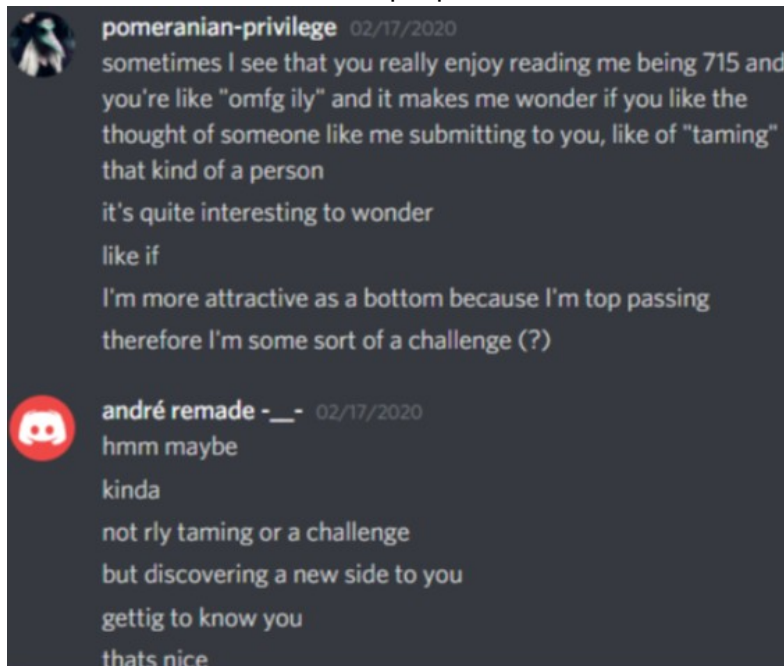 pomeranian-privilege 02/17/2020
sometimes I see that you really enjoy reading me being 715 and
you're like "omfg ily" and it makes me wonder if you like the
thought of someone like me submitting to you, like of "taming"
that kind of a person
it's quite interesting to wonder
like if
I'm more attractive as a bottom because I'm top passing
therefore I'm some sort of a challenge (?)
andré remade -__- 02/17/2020
hmm maybe
kinda
not rly taming or a challenge
but discovering a new side to you
gettig to know you
thats nice